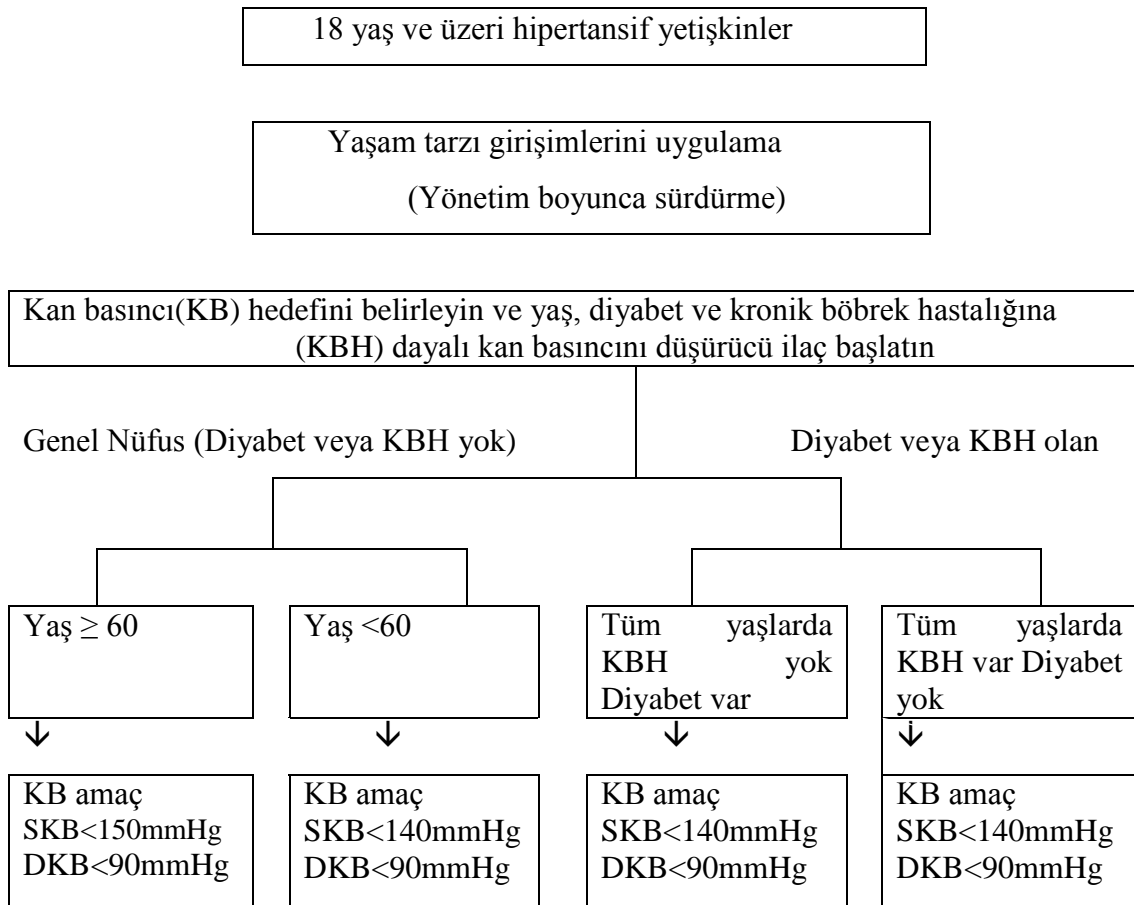 18 yaş ve üzeri hipertansif yetişkinler
Yaşam tarzı girişimlerini uygulama
(Yönetim boyunca sürdürme)
Kan basıncı(KB) hedefini belirleyin ve yaş, diyabet ve kronik böbrek hastalığına
(KBH) dayalı kan basıncını düşürücü ilaç başlatın
Genel Nüfus (Diyabet veya KBH yok)
Diyabet veya KBH olan
Yaş ≥ 60
Yaş <60
Tüm yaşlarda
KBH yok
Diyabet var
Tüm yaşlarda
KBH var Diyabet
yok
KB amaç
SKB<150mmHg
DKB<90mmHg
KB amaç
SKB<140mmHg
DKB<90mmHg
KB amaç
SKB<140mmHg
DKB<90mmHg
KB amaç
SKB<140mmHg
DKB<90mmHg